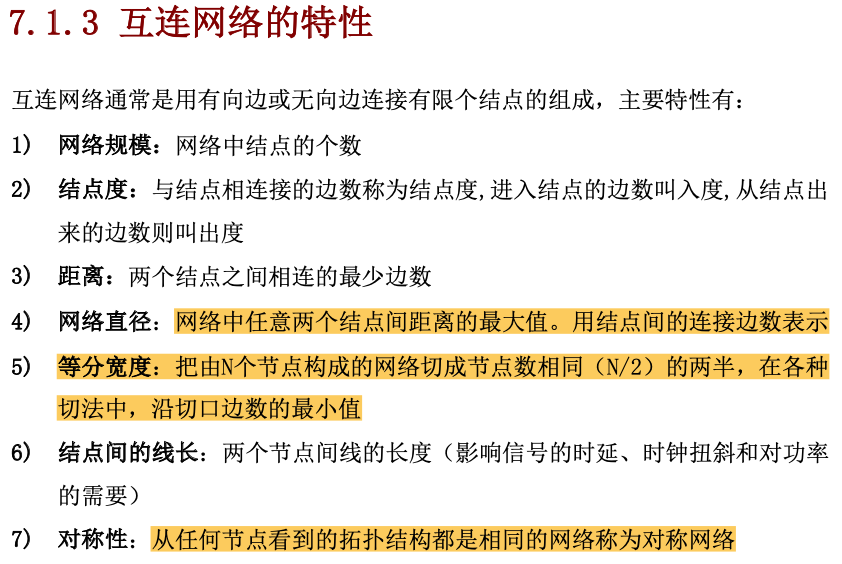 7.1.3 互连网络的特性
互连网络通常是用有向边或无向边连接有限个结点的组成，主要特性有：
1) 网络规模：网络中结点的个数
2) 结点度：与结点相连接的边数称为结点度,进入结点的边数叫入度,从结点出
来的边数则叫出度
3) 距离：两个结点之间相连的最少边数
4) 网络直径：网络中任意两个结点间距离的最大值。用结点间的连接边数表示
5) 等分宽度：把由N个节点构成的网络切成节点数相同（N/2）的两半，在各种
切法中，沿切口边数的最小值
6) 结点间的线长：两个节点间线的长度（影响信号的时延、时钟扭斜和对功率
的需要）
7) 对称性：从任何节点看到的拓扑结构都是相同的网络称为对称网络